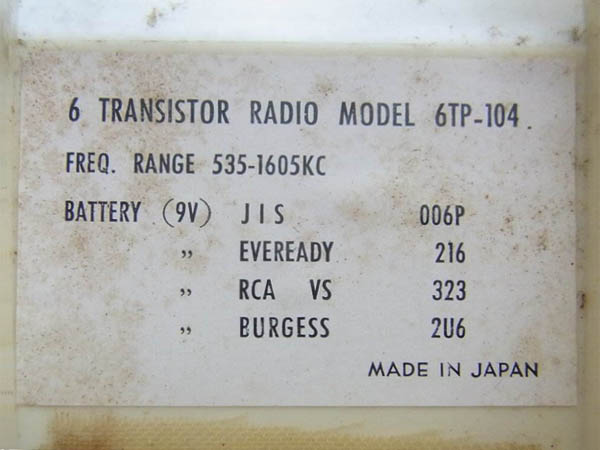 6 TRANSISTOR RADIO MODEL 6TP-104.
FREQ. RANGE 535-1605KC
BATTERY (9V) JIS 006P
” EVEREADY 216
” RCA VS 323
” BURGESS 2U6
MADE IN JAPAN